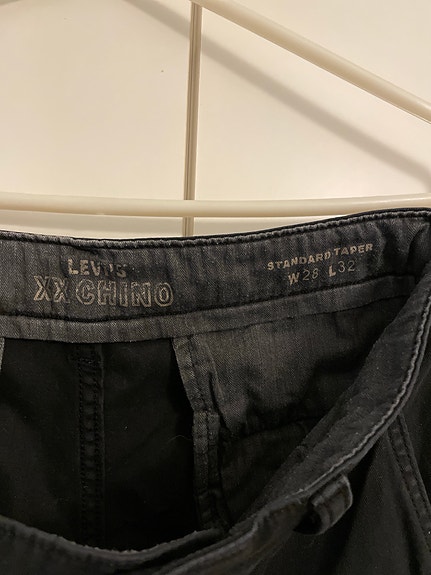 LEVI'S
XX CHINO
STANDARD TAPER
W28 L32